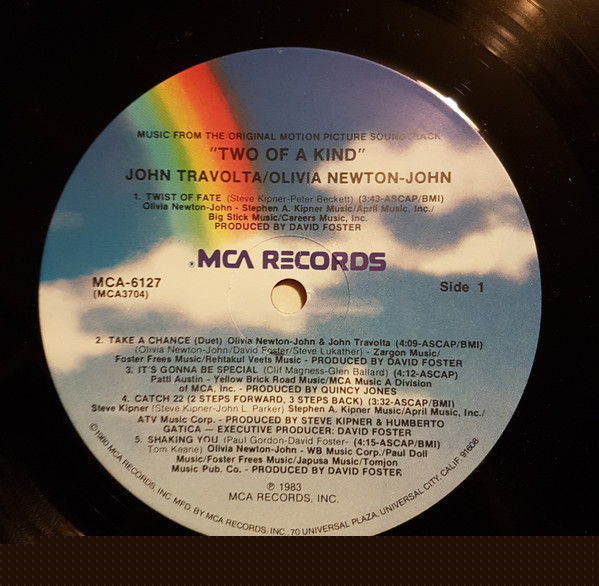 MUSIC FROM THE ORIGINAL MOTION PICTURE SOUNDTRACK
"TWO OF A KIND"
JOHN TRAVOLTA/OLIVIA NEWTON-JOHN
1. TWIST OF FATE (Steve Kipner-Peter Beckett) (3:42-ASCAP/BMI)
Olivia Newton-John - Stephen A. Kipner Music/April Music, Inc./
Big Stick Music/Careers Music, Inc.
PRODUCED BY DAVID FOSTER
MCA RECORDS
MCA-6127
(MCA3704)
Side 1
2. TAKE A CHANCE (Duet) Olivia Newton-John & John Travolta (4:09-ASCAP/BMI)
(Olivia Newton-John/David Foster/Steve Lukather) - Zargon Music/
Foster Frees Music/Rehtakul Veets Music - PRODUCED BY DAVID FOSTER
3. IT'S GONNA BE SPECIAL (Clif Magness-Glen Ballard) (4:12-ASCAP)
Patti Austin - Yellow Brick Road Music/MCA Music A Division
of MCA, Inc. - PRODUCED BY QUINCY JONES
4. CATCH 22 (2 STEPS FORWARD, 3 STEPS BACK) (3:32-ASCAP/BMI)
Steve Kipner (Steve Kipner-John L. Parker) Stephen A. Kipner Music/April Music, Inc./
ATV Music Corp. - PRODUCED BY STEVE KIPNER & HUMBERTO
GATICA — EXECUTIVE PRODUCER: DAVID FOSTER
5. SHAKING YOU (Paul Gordon-David Foster- (4:15-ASCAP/BMI)
Tom Keane) Olivia Newton-John - WB Music Corp./Paul Doll
Music/Foster Frees Music/Japusa Music/Tomjon
Music Pub. Co. - PRODUCED BY DAVID FOSTER
℗ 1983
MCA RECORDS, INC.
©1980 MCA RECORDS, INC. MFD. BY MCA RECORDS, INC., 70 UNIVERSAL PLAZA, UNIVERSAL CITY, CALIF. 91608